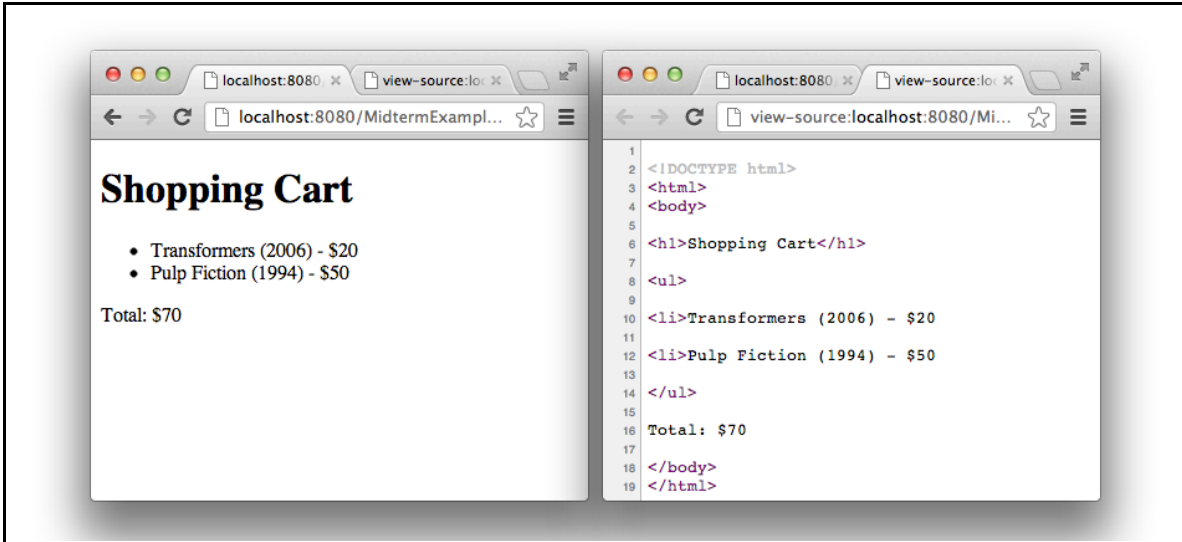 localhost:8080/ view-source:loc
localhost:8080/MidtermExampl...
Shopping Cart
• Transformers (2006) - $20
• Pulp Fiction (1994) - $50
Total: $70
localhost:8080/ view-source:loc
view-source:localhost:8080/Mi...
1
2 <!DOCTYPE html>
3 <html>
4 <body>
5
6 <h1>Shopping Cart</h1>
7
8 <ul>
9
10 <li>Transformers (2006) - $20
11
12 <li>Pulp Fiction (1994) - $50
13
14 </ul>
15
16 Total: $70
17
18 </body>
19 </html>